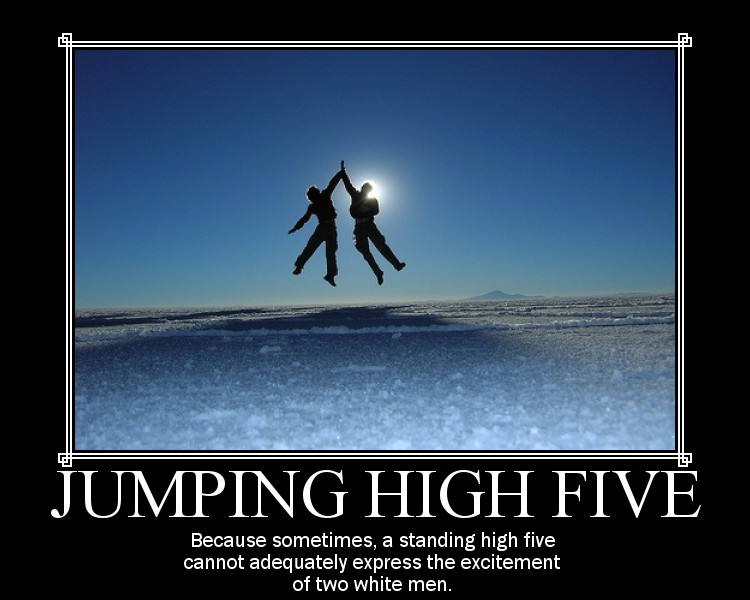 JUMPING HIGH FIVE
Because sometimes, a standing high five
cannot adequately express the excitement
of two white men.